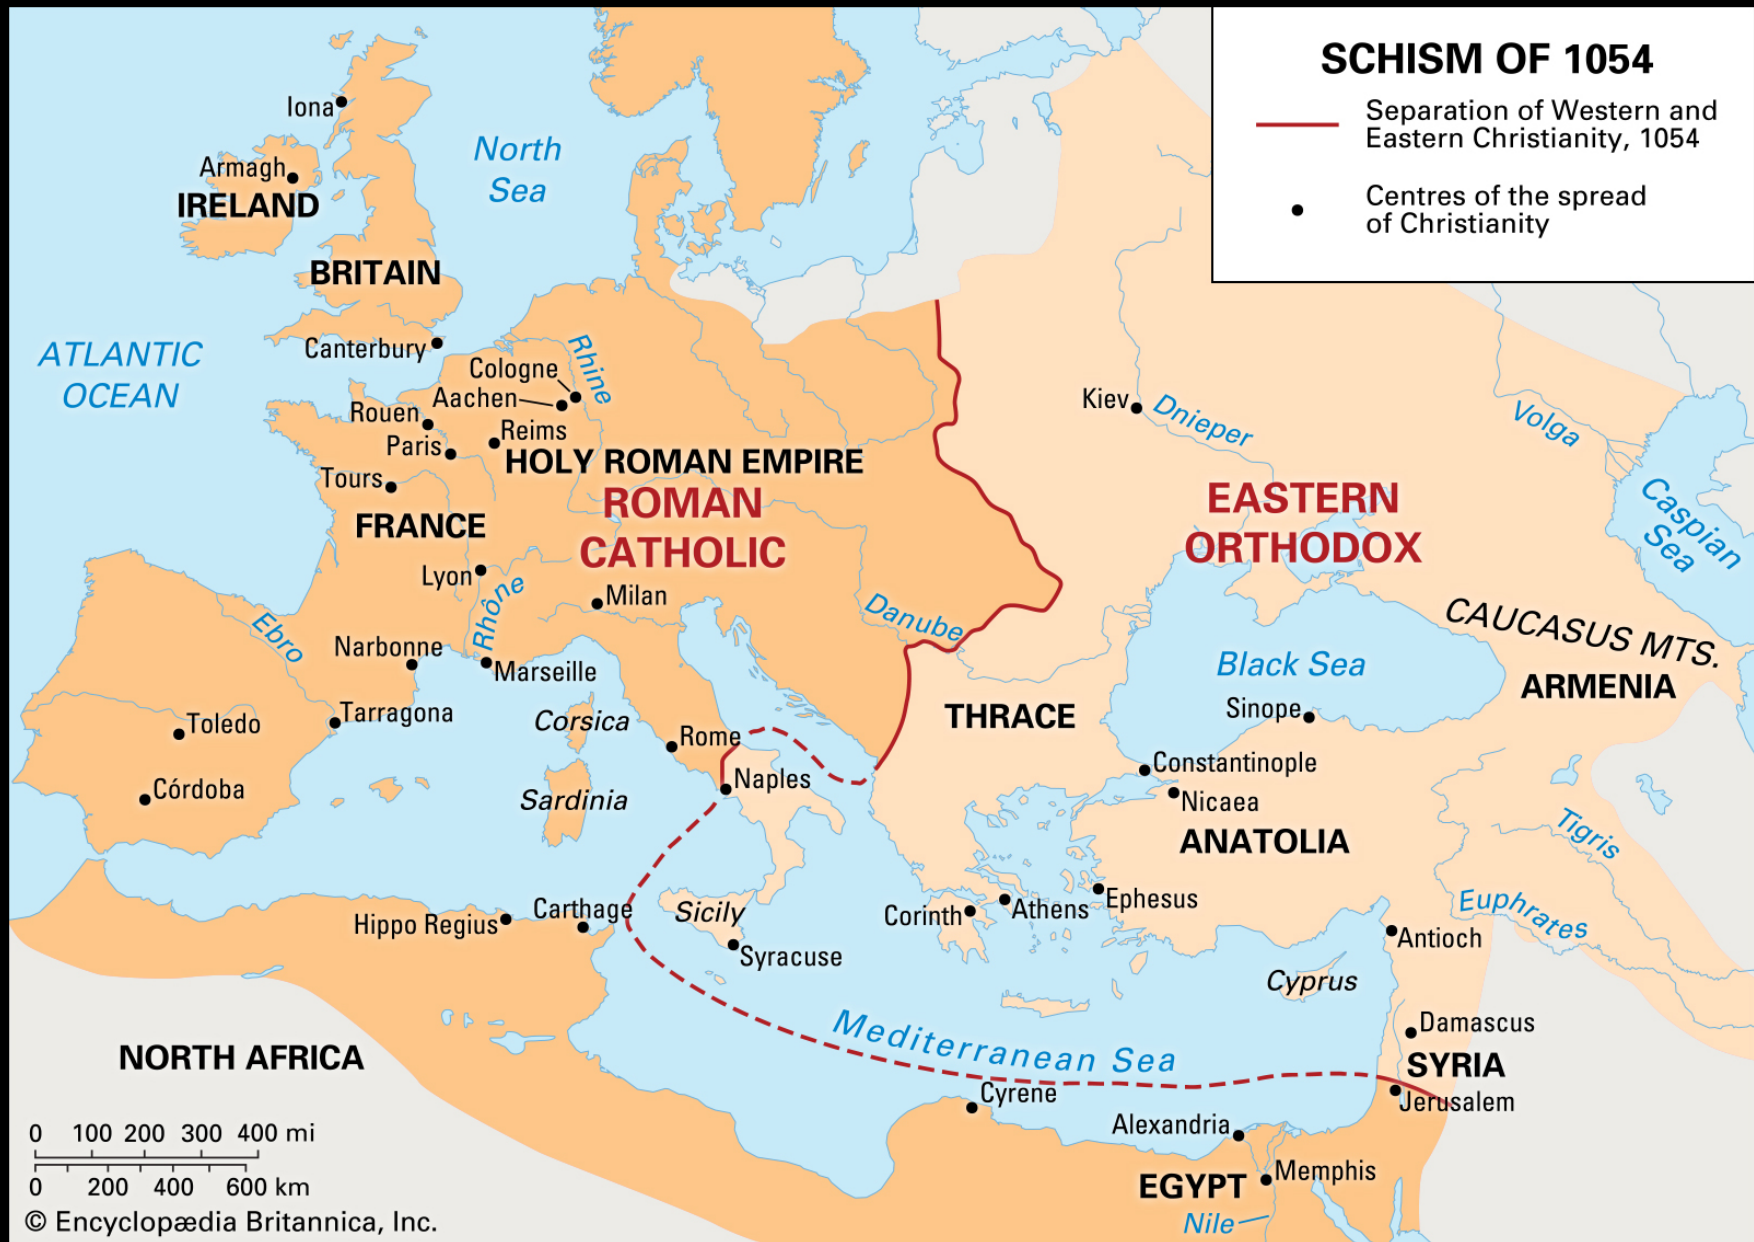 SCHISM OF 1054
Separation of Western and
Eastern Christianity, 1054
Centres of the spread
of Christianity
Iona
Armagh
IRELAND
North
Sea
BRITAIN
ATLANTIC
OCEAN
Canterbury
Cologne
Rhine
Aachen
Rouen
Reims
Paris
HOLY ROMAN EMPIRE
Tours
ROMAN
CATHOLIC
FRANCE
Lyon
Rhône
Milan
Danube
Ebro
Narbonne
Marseille
Toledo
Tarragona
Corsica
Rome
Córdoba
Sardinia
Naples
Kiev
Dnieper
Volga
EASTERN
ORTHODOX
Caspian
Sea
CAUCASUS MTS.
Black Sea
ARMENIA
THRACE
Sinope
Constantinople
Nicaea
ANATOLIA
Tigris
Euphrates
Ephesus
Athens
Corinth
Antioch
Cyprus
Hippo Regius
Carthage
Sicily
Syracuse
Damascus
SYRIA
Jerusalem
Mediterranean Sea
Cyrene
Alexandria
EGYPT
Memphis
Nile
NORTH AFRICA
0 100 200 300 400 mi
0 200 400 600 km
© Encyclopædia Britannica, Inc.